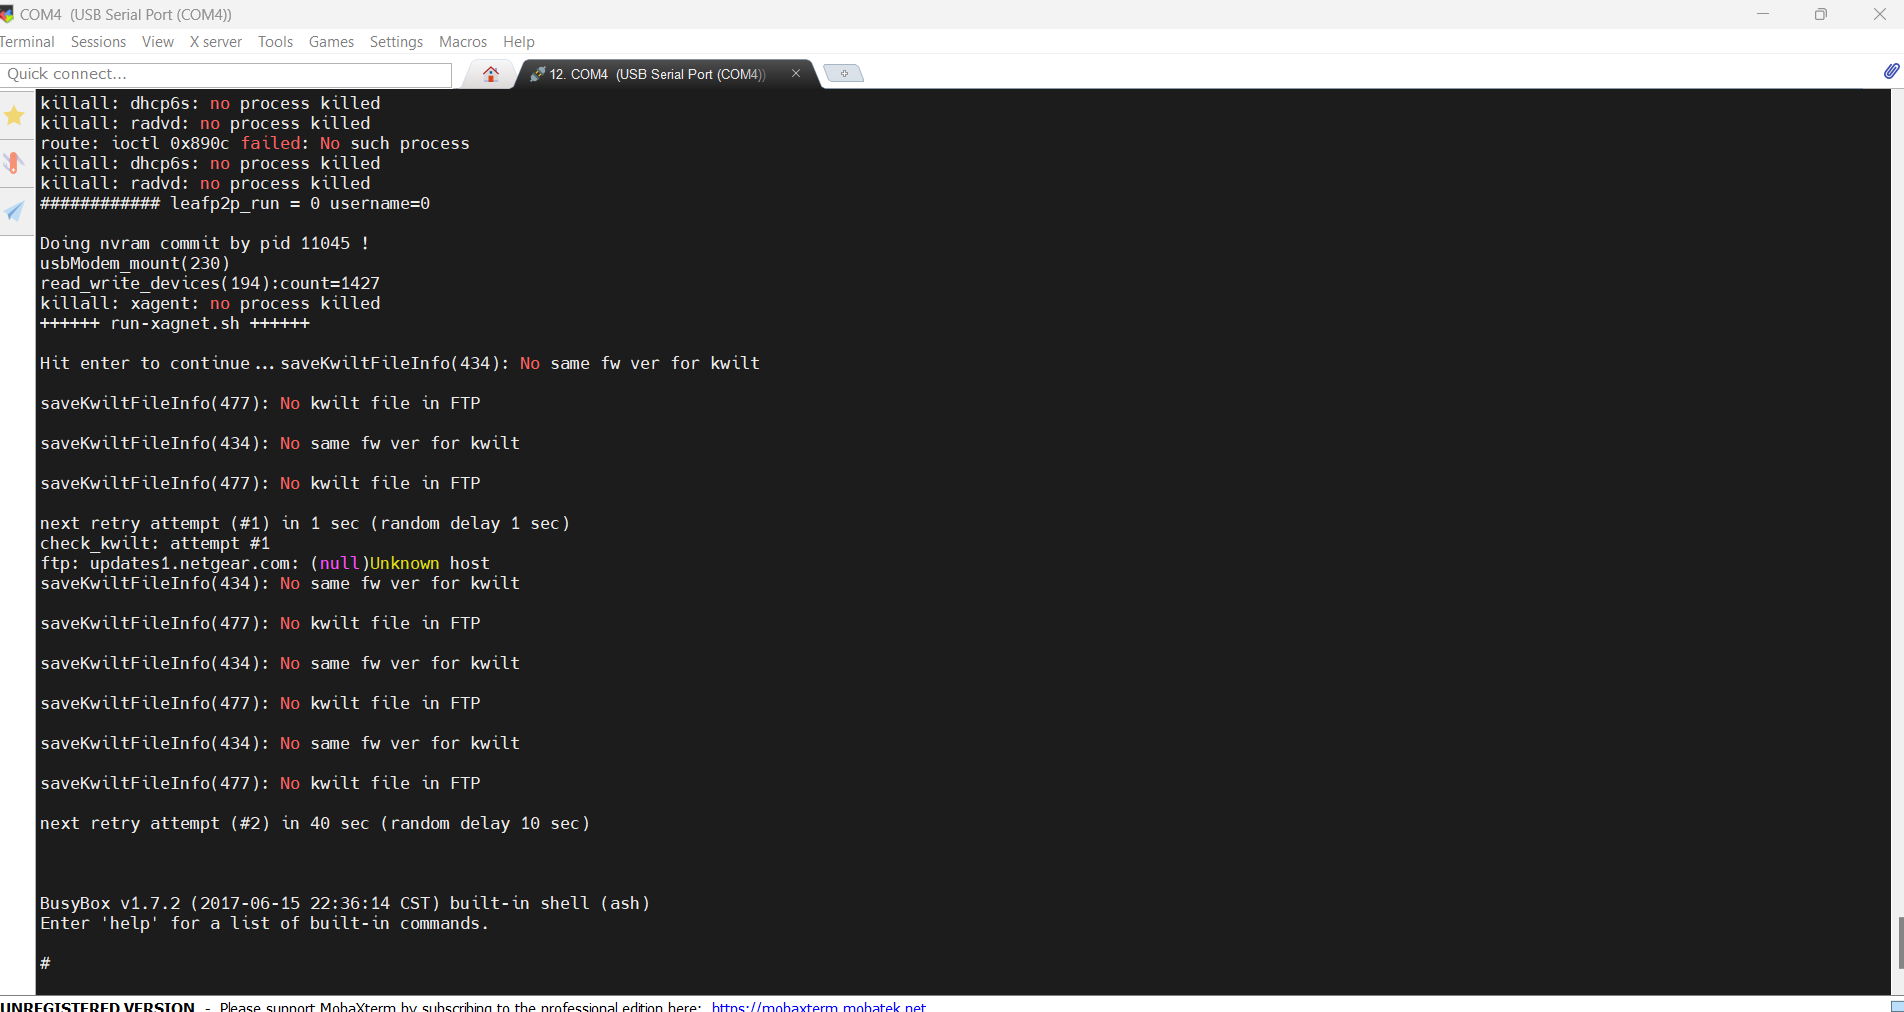 COM4 (USB Serial Port (COM4))
Terminal Sessions View X server Tools Games Settings Macros Help
Quick connect...
12. COM4 (USB Serial Port (COM4))
killall: dhcp6s: no process killed
killall: radvd: no process killed
route: ioctl 0x890c failed: No such process
killall: dhcp6s: no process killed
killall: radvd: no process killed
############ leafp2p_run = 0 username=0
Doing nvram commit by pid 11045 !
usbModem_mount(230)
read_write_devices(194):count=1427
killall: xagent: no process killed
++++++ run-xagnet.sh ++++++
Hit enter to continue...saveKwiltFileInfo(434): No same fw ver for kwilt
saveKwiltFileInfo(477): No kwilt file in FTP
saveKwiltFileInfo(434): No same fw ver for kwilt
saveKwiltFileInfo(477): No kwilt file in FTP
next retry attempt (#1) in 1 sec (random delay 1 sec)
check_kwilt: attempt #1
ftp: updates1.netgear.com: (null)Unknown host
saveKwiltFileInfo(434): No same fw ver for kwilt
saveKwiltFileInfo(477): No kwilt file in FTP
saveKwiltFileInfo(434): No same fw ver for kwilt
saveKwiltFileInfo(477): No kwilt file in FTP
saveKwiltFileInfo(434): No same fw ver for kwilt
saveKwiltFileInfo(477): No kwilt file in FTP
next retry attempt (#2) in 40 sec (random delay 10 sec)
BusyBox v1.7.2 (2017-06-15 22:36:14 CST) built-in shell (ash)
Enter 'help' for a list of built-in commands.
#
UNREGISTERED VERSION - Please support MobaXterm by subscribing to the professional edition here: https://mobaxterm.mobatek.net